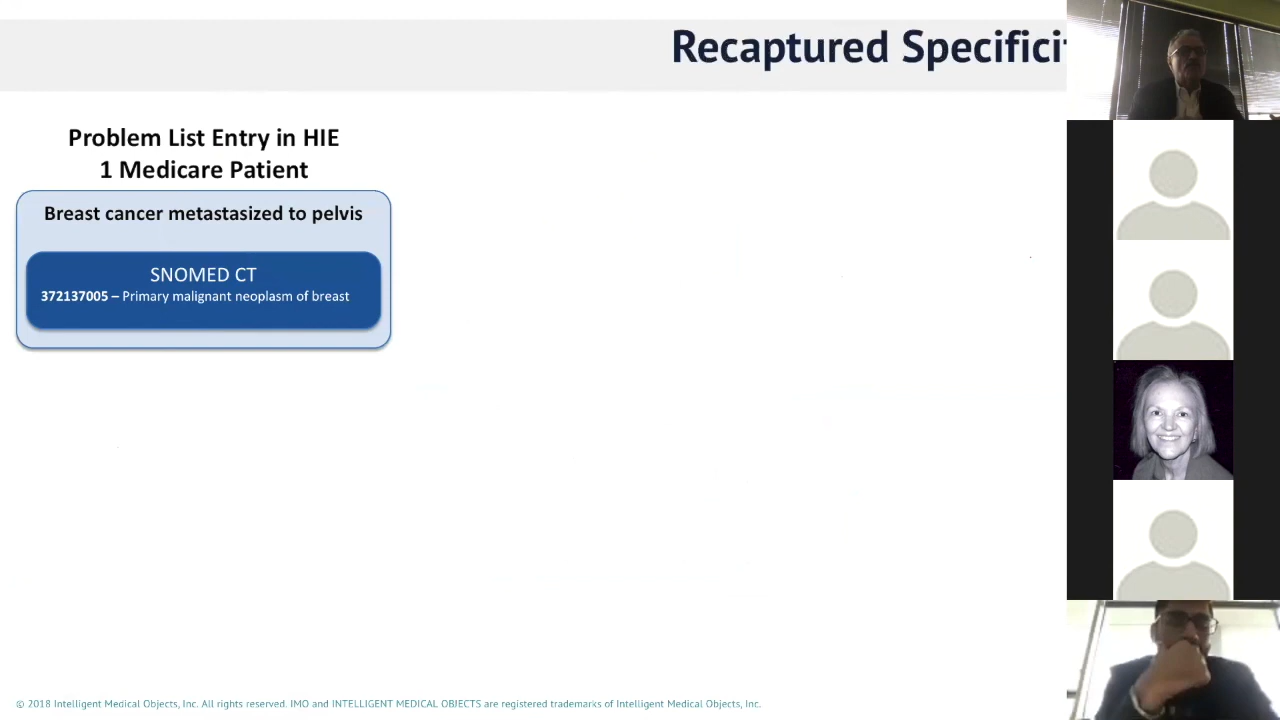 Recaptured Specifici
Problem List Entry in HIE
1 Medicare Patient
Breast cancer metastasized to pelvis
SNOMED CT
372137005 – Primary malignant neoplasm of breast
© 2018 Intelligent Medical Objects, Inc. All rights reserved. IMO and INTELLIGENT MEDICAL OBJECTS are registered trademarks of Intelligent Medical Objects, Inc.